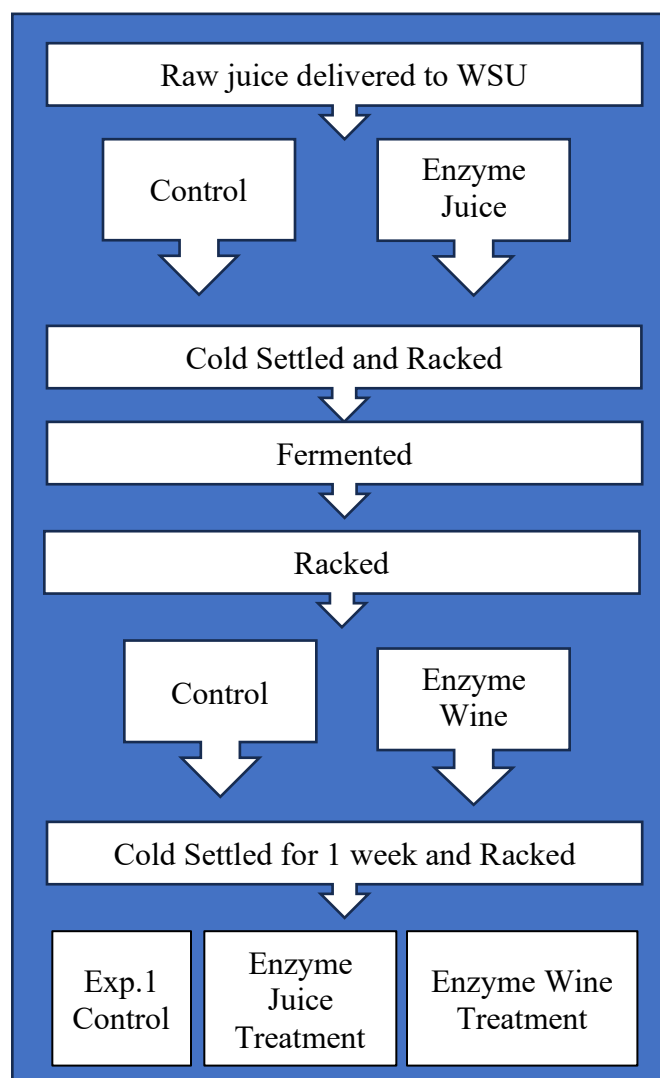 Raw juice delivered to WSU
Control
Enzyme
Juice
Cold Settled and Racked
Fermented
Racked
Control
Enzyme
Wine
Cold Settled for 1 week and Racked
Exp.1
Control
Enzyme
Juice
Treatment
Enzyme Wine
Treatment